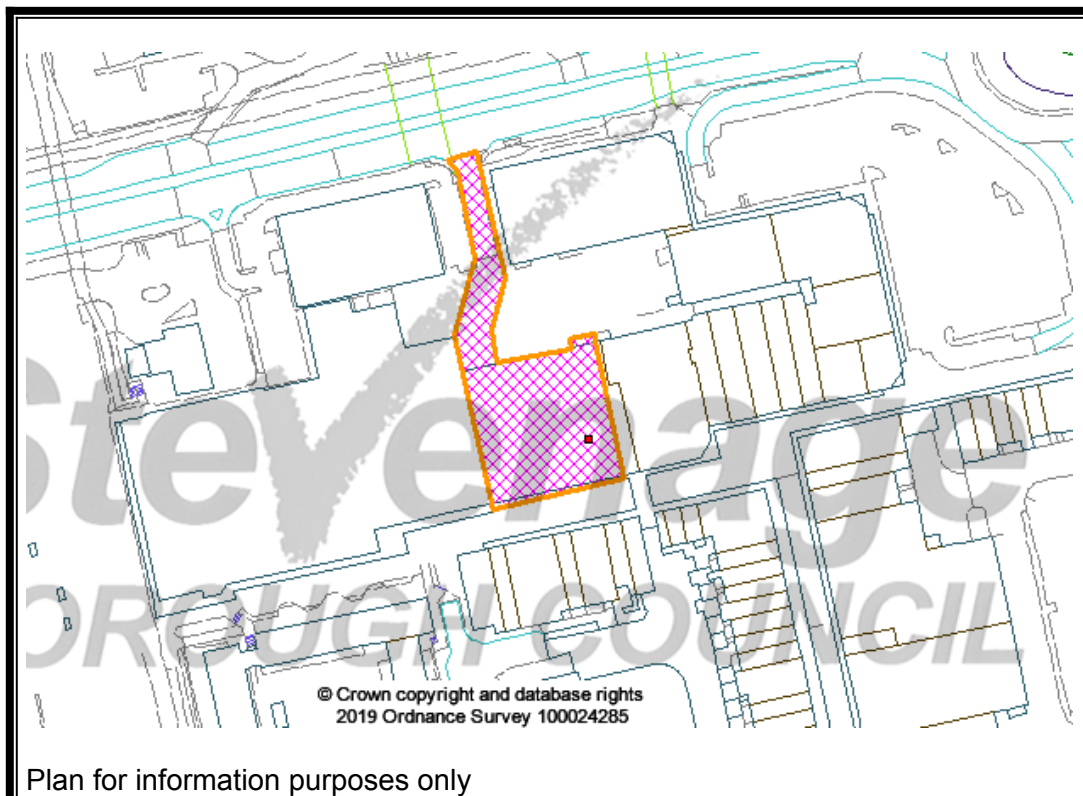 Stevenage
BOROUGH COUNCIL
© Crown copyright and database rights
2019 Ordnance Survey 100024285
Plan for information purposes only